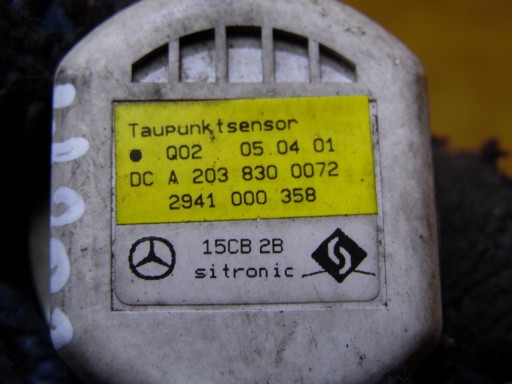 Taupunktsensor
● Q02 05.04 01
DC A 203 830 0072
2941 000 358
15CB 2B
sitronic